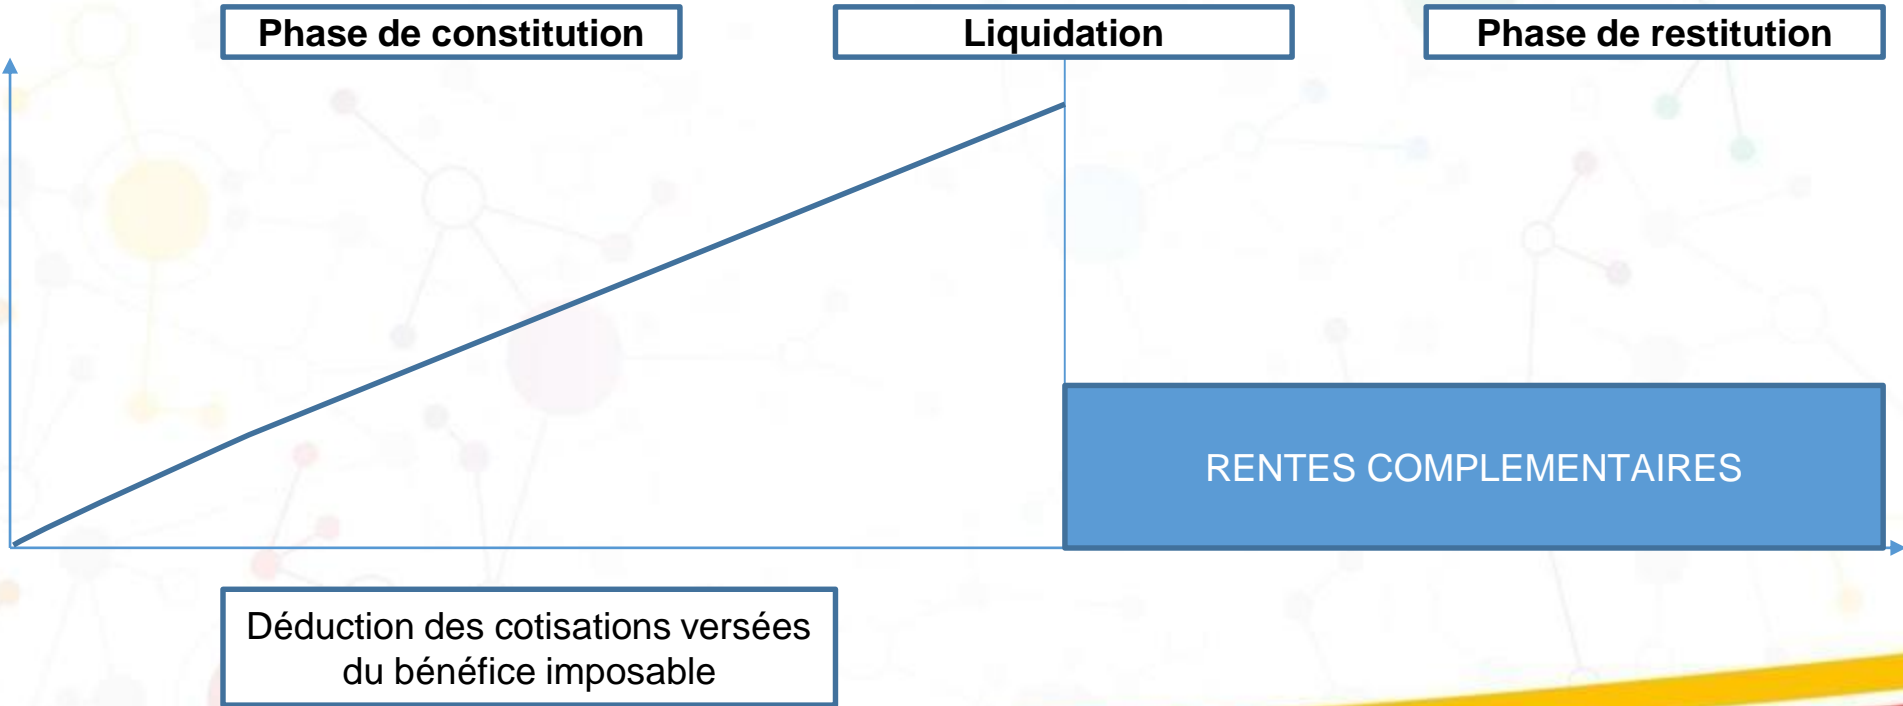 Phase de constitution
Liquidation
Phase de restitution
RENTES COMPLEMENTAIRES
Déduction des cotisations versées
du bénéfice imposable